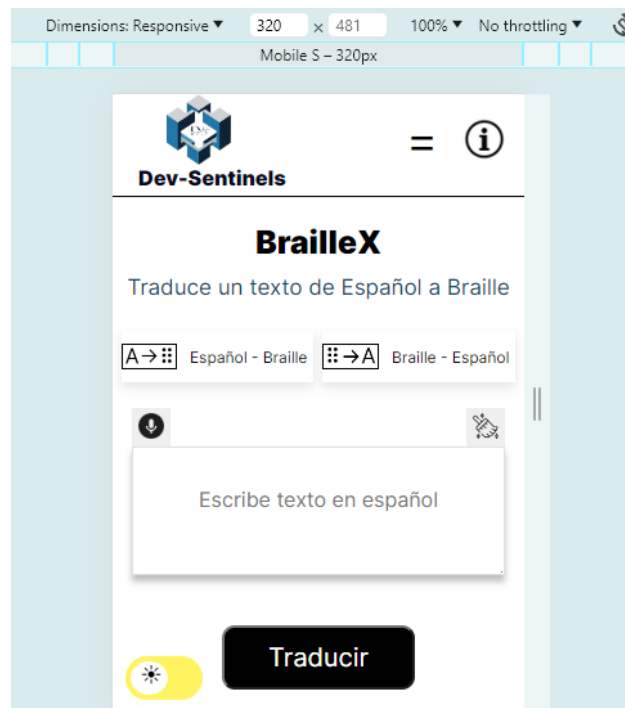 Dimensions: Responsive ▼ 320 × 481 100% ▼ No throttling ▼
Mobile S – 320px
Dev-Sentinels
BrailleX
Traduce un texto de Español a Braille
A→⠿ Español - Braille ⠿→A Braille - Español
Escribe texto en español
Traducir